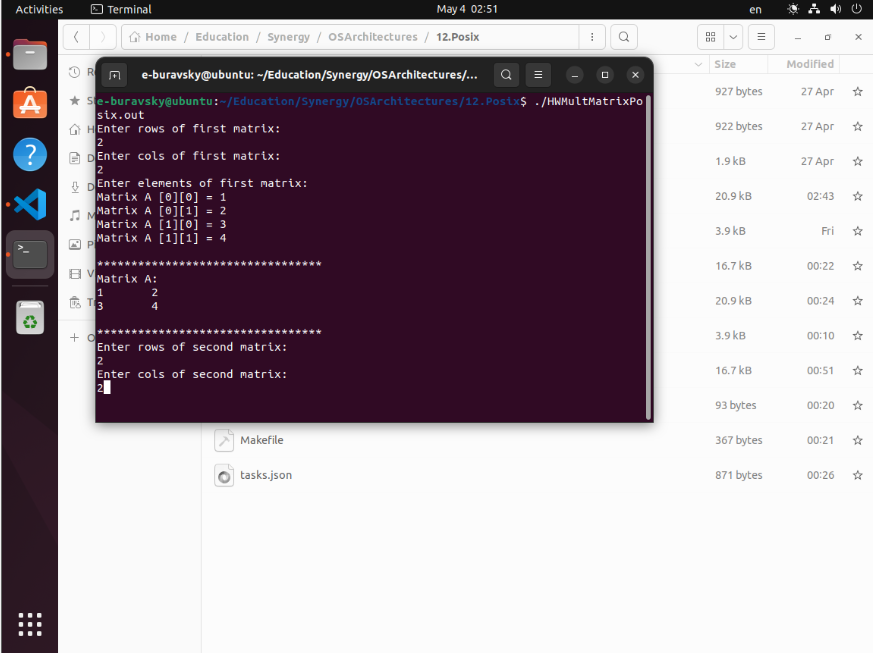 Activities
Terminal
May 4 02:51
en
Home / Education / Synergy / OSArchitectures / 12.Posix
Size
Modified
e-buravsky@ubuntu: ~/Education/Synergy/OSArchitectures/...
e-buravsky@ubuntu:~/Education/Synergy/OSArchitectures/12.Posix$ ./HWMultMatrixPo
six.out
Enter rows of first matrix:
2
Enter cols of first matrix:
2
Enter elements of first matrix:
Matrix A [0][0] = 1
Matrix A [0][1] = 2
Matrix A [1][0] = 3
Matrix A [1][1] = 4
*********************************
Matrix A:
1 2
3 4
*********************************
Enter rows of second matrix:
2
Enter cols of second matrix:
2
927 bytes 27 Apr
922 bytes 27 Apr
1.9 kB 27 Apr
20.9 kB 02:43
3.9 kB Fri
16.7 kB 00:22
20.9 kB 00:24
3.9 kB 00:10
16.7 kB 00:51
93 bytes 00:20
Makefile 367 bytes 00:21
tasks.json 871 bytes 00:26